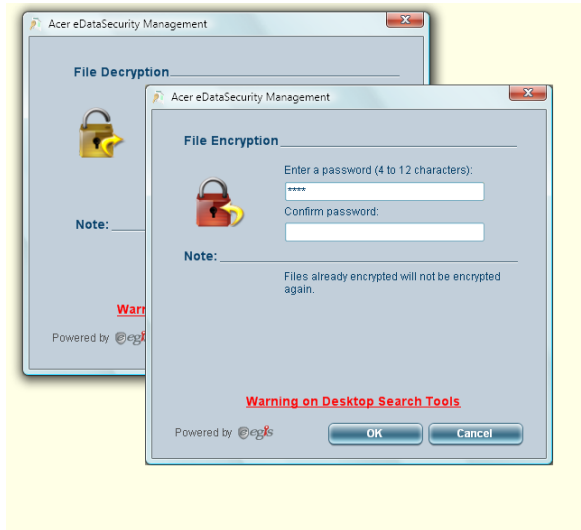 Acer eDataSecurity Management
File Decryption
Note:
Powered by egis
Acer eDataSecurity Management
File Encryption
Enter a password (4 to 12 characters):
****
Confirm password:
Note:
Files already encrypted will not be encrypted
again.
Warning on Desktop Search Tools
Powered by egis
OK
Cancel